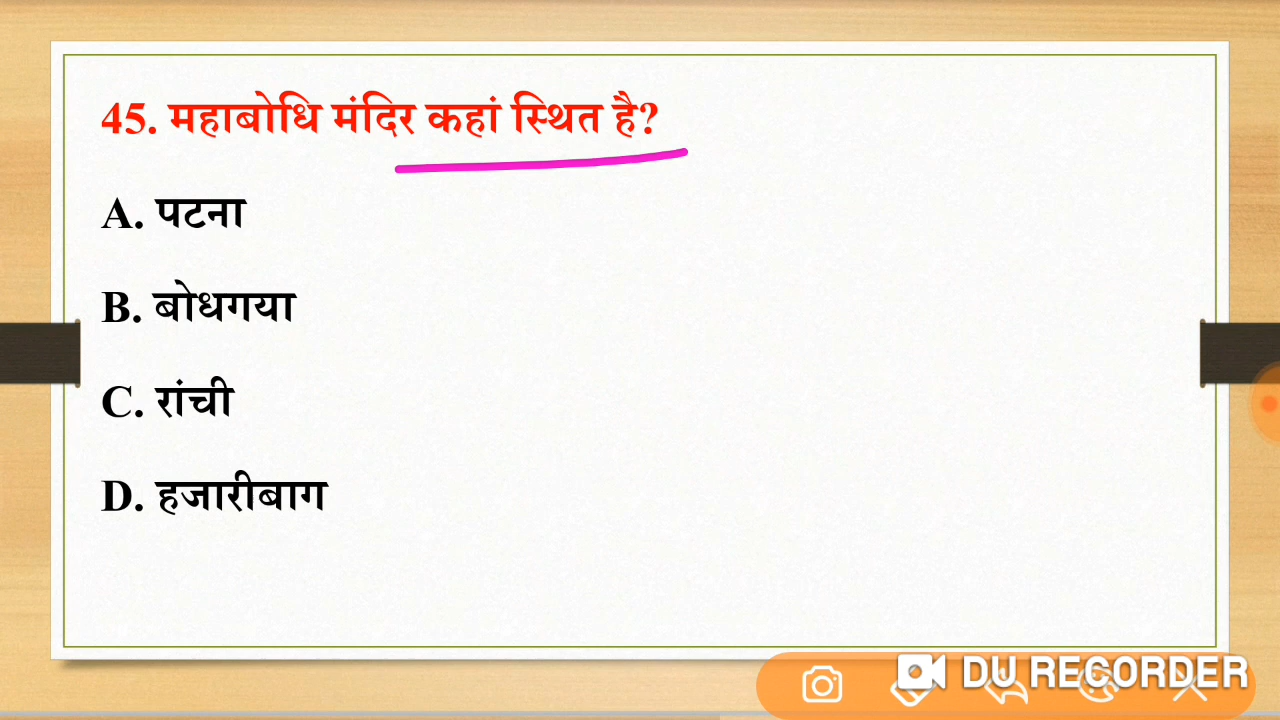 45. महाबोधि मंदिर कहां स्थित है?
A. पटना
B. बोधगया
C. रांची
D. हजारीबाग
DU RECORDER